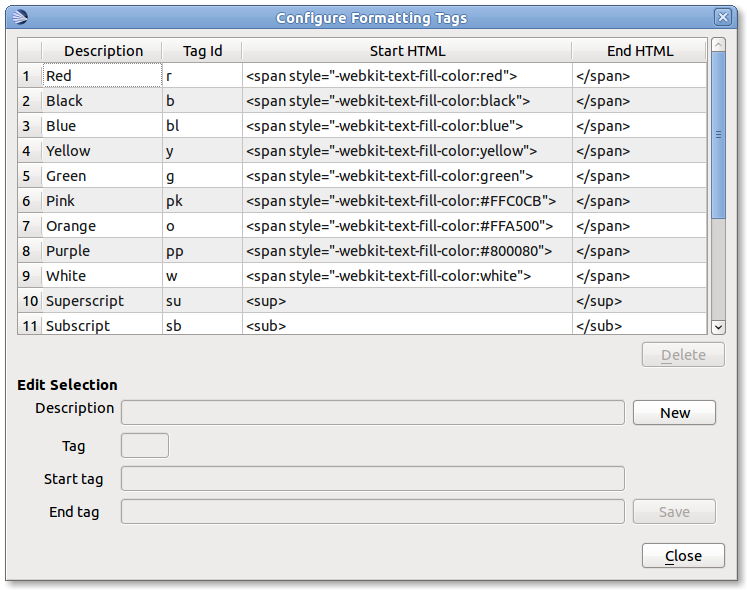 Configure Formatting Tags
Description Tag Id Start HTML End HTML
1 Red r <span style="-webkit-text-fill-color:red"> </span>
2 Black b <span style="-webkit-text-fill-color:black"> </span>
3 Blue bl <span style="-webkit-text-fill-color:blue"> </span>
4 Yellow y <span style="-webkit-text-fill-color:yellow"> </span>
5 Green g <span style="-webkit-text-fill-color:green"> </span>
6 Pink pk <span style="-webkit-text-fill-color:#FFC0CB"> </span>
7 Orange o <span style="-webkit-text-fill-color:#FFA500"> </span>
8 Purple pp <span style="-webkit-text-fill-color:#800080"> </span>
9 White w <span style="-webkit-text-fill-color:white"> </span>
10 Superscript su <sup> </sup>
11 Subscript sb <sub> </sub>
Delete
Edit Selection
Description New
Tag
Start tag
End tag Save
Close